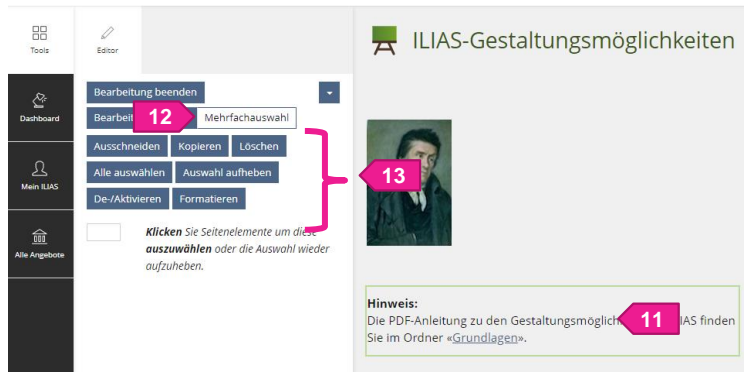 Tools
Editor
ILIAS-Gestaltungsmöglichkeiten
Dashboard
Mein ILIAS
Alle Angebote
Bearbeitung beenden
Bearbeit 12 Mehrfachauswahl
Ausschneiden Kopieren Löschen
Alle auswählen Auswahl aufheben
De-/Aktivieren Formatieren
13
Klicken Sie Seitenelemente um diese
auszuwählen oder die Auswahl wieder
aufzuheben.
Hinweis:
Die PDF-Anleitung zu den Gestaltungsmöglich 11 IAS finden
Sie im Ordner «Grundlagen».